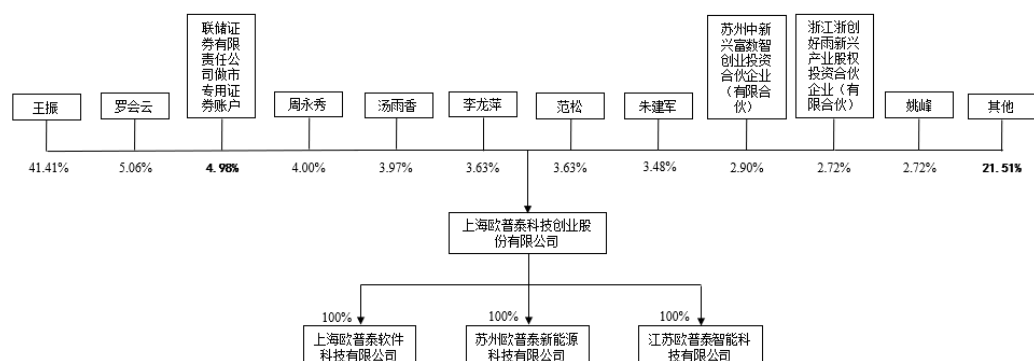 联储证
券有限
责任公
司做市
专用证
券账户
苏州中新
兴富数智
创业投资
合伙企业
（有限合
伙）
浙江浙创
好雨新兴
产业股权
投资合伙
企业（有
限合伙）
王振
罗会云
周永秀
汤雨香
李龙萍
范松
朱建军
姚峰
其他
41.41%
5.06%
4.98%
4.00%
3.97%
3.63%
3.63%
3.48%
2.90%
2.72%
2.72%
21.51%
上海欧普泰科技创业股
份有限公司
100%
100%
100%
上海欧普泰软件
科技有限公司
苏州欧普泰新能源
科技有限公司
江苏欧普泰智能科
技有限公司